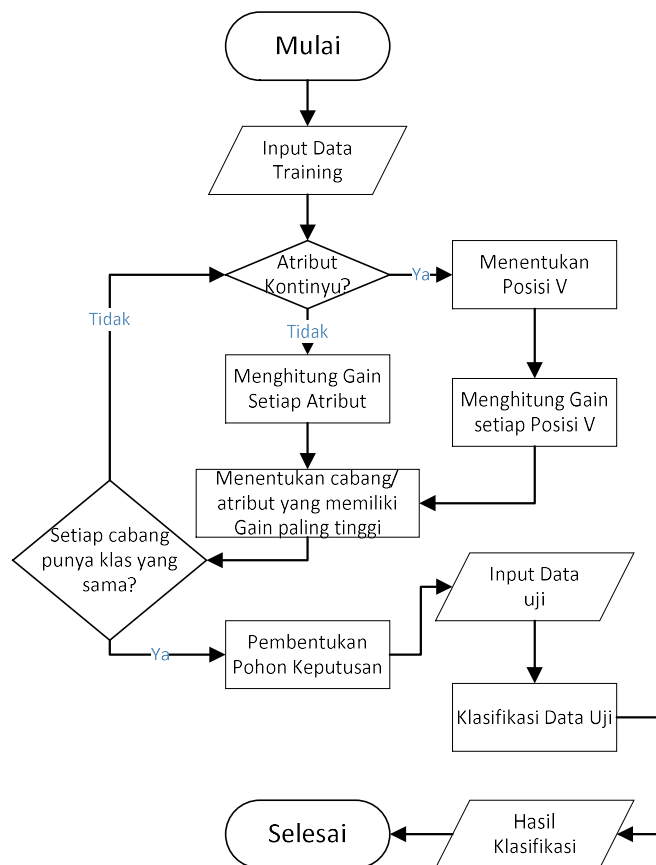 Mulai
Input Data
Training
Atribut
Kontinyu?
Ya
Menentukan
Posisi V
Tidak
Tidak
Menghitung Gain
Setiap Atribut
Menghitung Gain
setiap Posisi V
Menentukan cabang/
atribut yang memiliki
Gain paling tinggi
Setiap cabang
punya klas yang
sama?
Ya
Pembentukan
Pohon Keputusan
Input Data
uji
Klasifikasi Data Uji
Hasil
Klasifikasi
Selesai